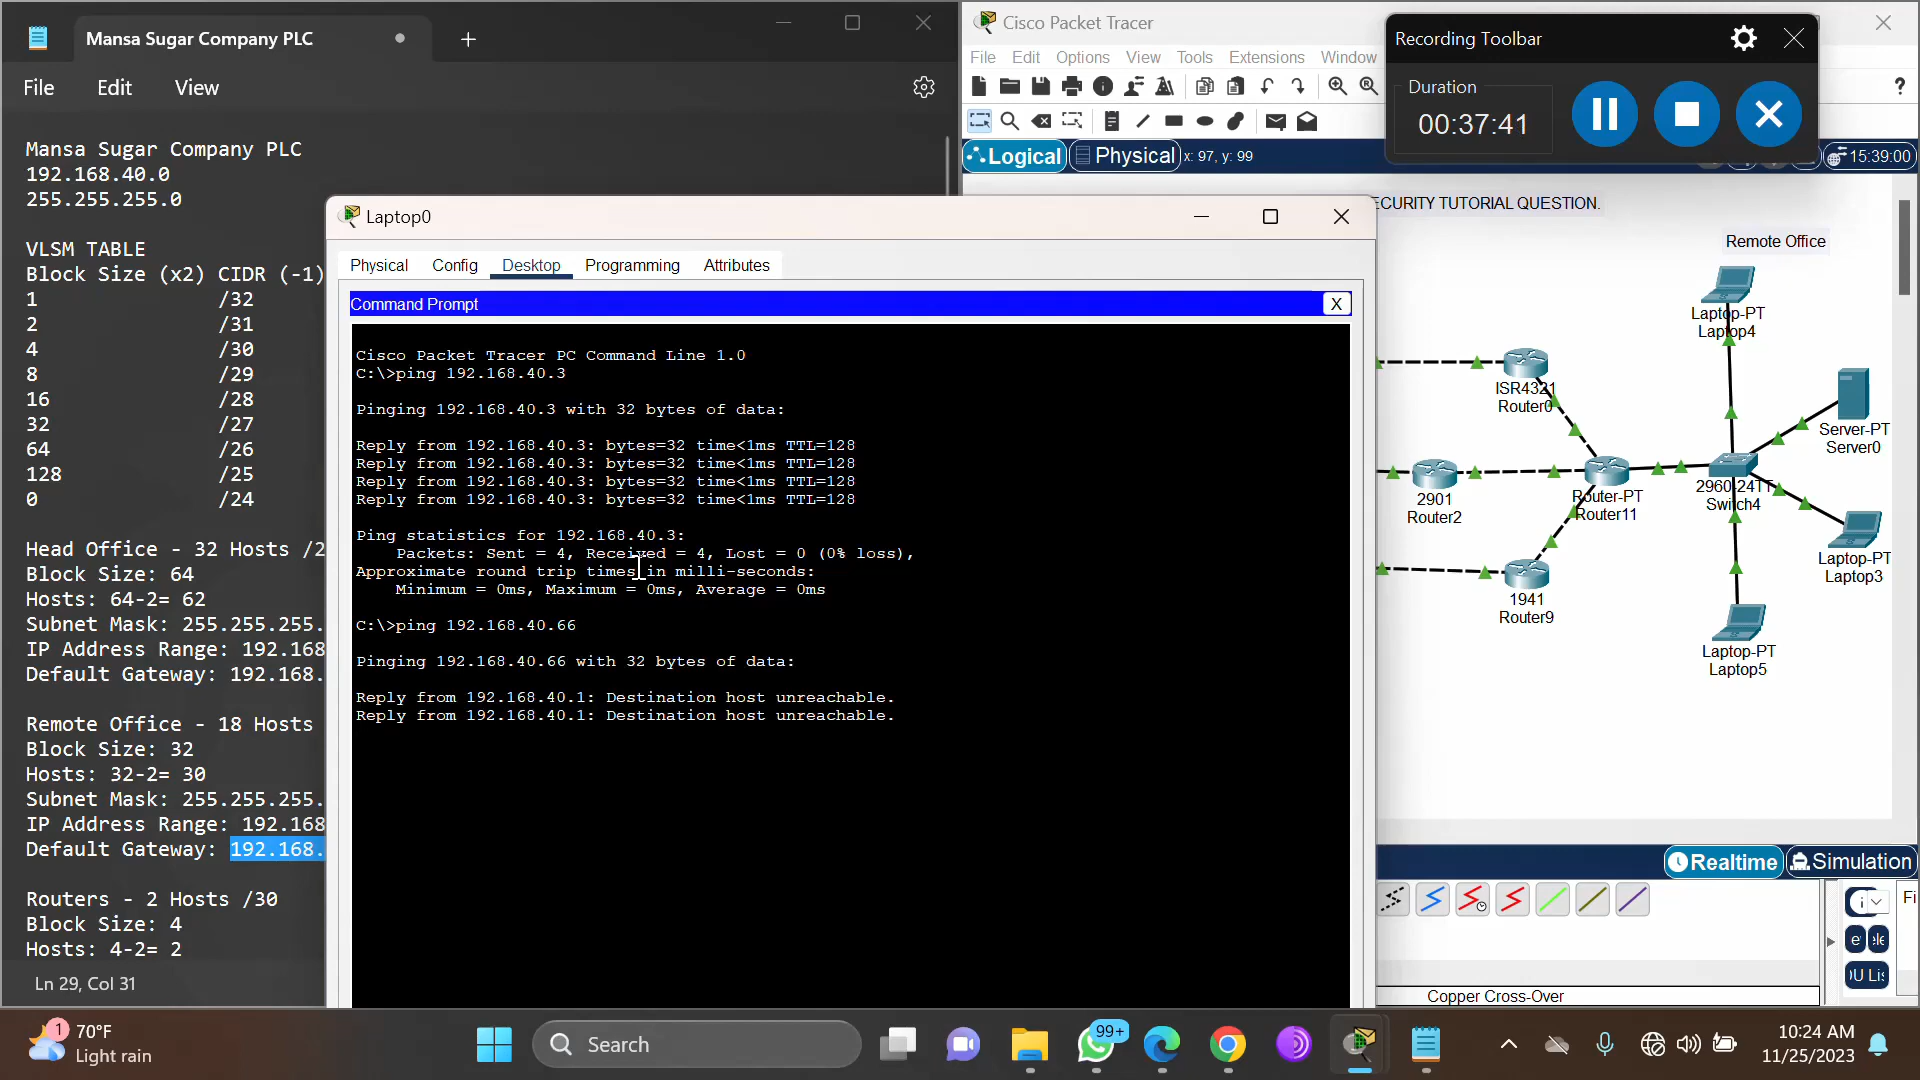 Mansa Sugar Company PLC
File Edit View
Mansa Sugar Company PLC
192.168.40.0
255.255.255.0
VLSM TABLE
Block Size (x2) CIDR (-1)
1 /32
2 /31
4 /30
8 /29
16 /28
32 /27
64 /26
128 /25
0 /24
Head Office - 32 Hosts /2
Block Size: 64
Hosts: 64-2= 62
Subnet Mask: 255.255.255.
IP Address Range: 192.168
Default Gateway: 192.168.
Remote Office - 18 Hosts
Block Size: 32
Hosts: 32-2= 30
Subnet Mask: 255.255.255.
IP Address Range: 192.168
Default Gateway: 192.168.
Routers - 2 Hosts /30
Block Size: 4
Hosts: 4-2= 2
Ln 29, Col 31
Cisco Packet Tracer
File Edit Options View Tools Extensions Window
?
Logical Physical x: 97, y: 99
15:39:00
Recording Toolbar
Duration
00:37:41
Laptop0
Physical Config Desktop Programming Attributes
Command Prompt
X
Cisco Packet Tracer PC Command Line 1.0
C:\>ping 192.168.40.3
Pinging 192.168.40.3 with 32 bytes of data:
Reply from 192.168.40.3: bytes=32 time<1ms TTL=128
Reply from 192.168.40.3: bytes=32 time<1ms TTL=128
Reply from 192.168.40.3: bytes=32 time<1ms TTL=128
Reply from 192.168.40.3: bytes=32 time<1ms TTL=128
Ping statistics for 192.168.40.3:
Packets: Sent = 4, Received = 4, Lost = 0 (0% loss),
Approximate round trip times in milli-seconds:
Minimum = 0ms, Maximum = 0ms, Average = 0ms
C:\>ping 192.168.40.66
Pinging 192.168.40.66 with 32 bytes of data:
Reply from 192.168.40.1: Destination host unreachable.
Reply from 192.168.40.1: Destination host unreachable.
ECURITY TUTORIAL QUESTION.
Remote Office
Laptop-PT
Laptop4
ISR4321
Router0
Server-PT
Server0
2901
Router2
Router-PT
Router11
2960-24TT
Switch4
Laptop-PT
Laptop3
1941
Router9
Laptop-PT
Laptop5
Realtime Simulation
Fi
Copper Cross-Over
1
70°F
Light rain
Search
99+
10:24 AM
11/25/2023